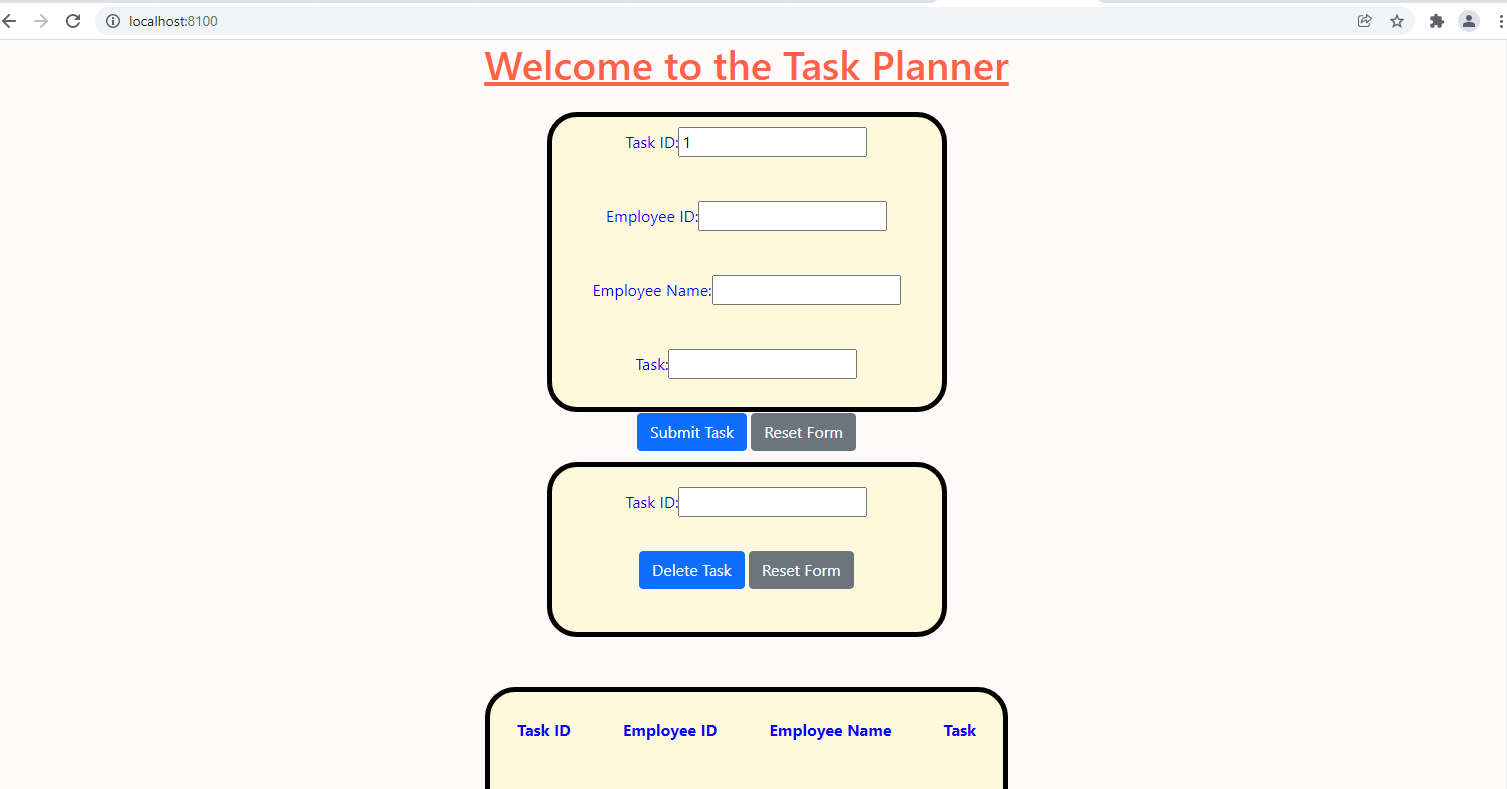 localhost:8100
Welcome to the Task Planner
Task ID: 1
Employee ID:
Employee Name:
Task:
Submit Task Reset Form
Task ID:
Delete Task Reset Form
Task ID Employee ID Employee Name Task